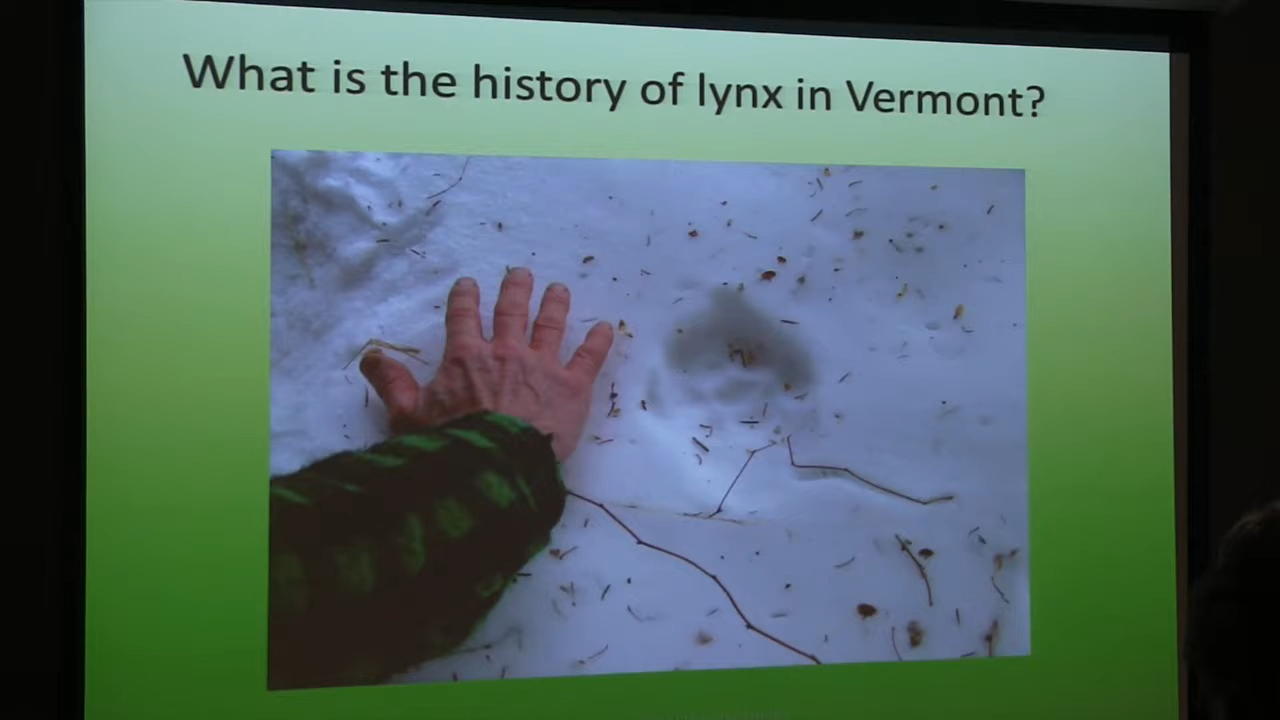 What is the history of lynx in Vermont?